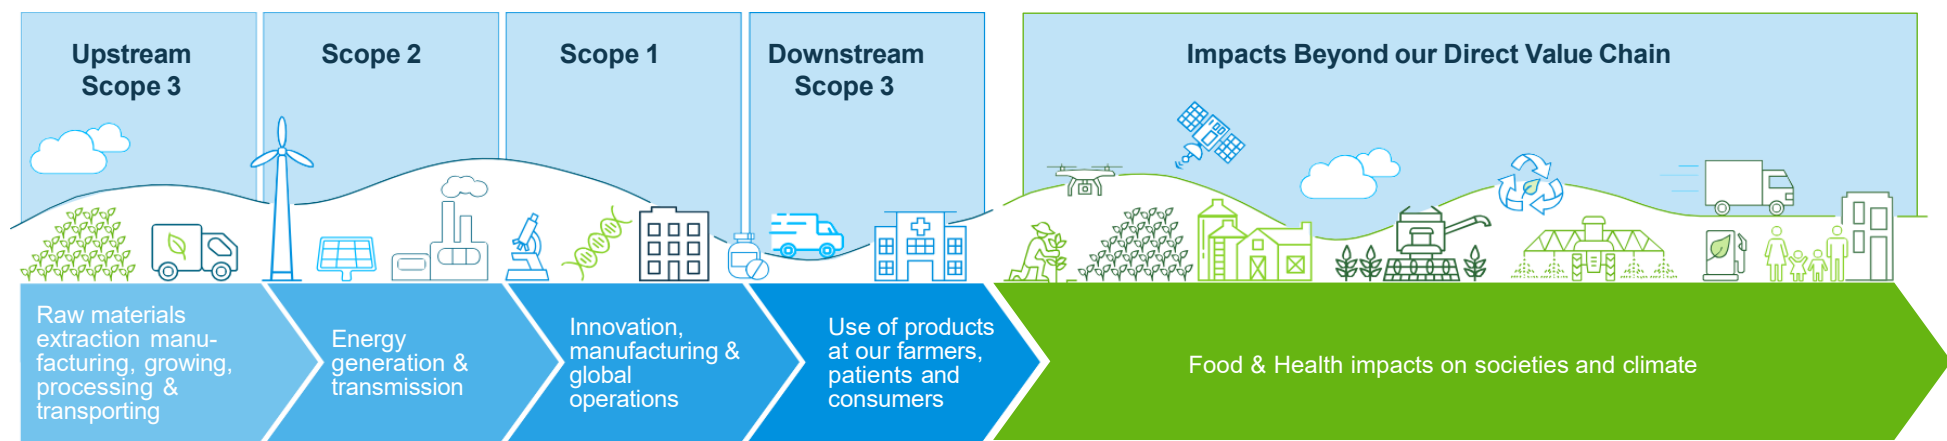 Upstream
Scope 3
Scope 2
Scope 1
Downstream
Scope 3
Impacts Beyond our Direct Value Chain
Raw materials
extraction manu-
facturing, growing,
processing &
transporting
Energy
generation &
transmission
Innovation,
manufacturing &
global
operations
Use of products
at our farmers,
patients and
consumers
Food & Health impacts on societies and climate